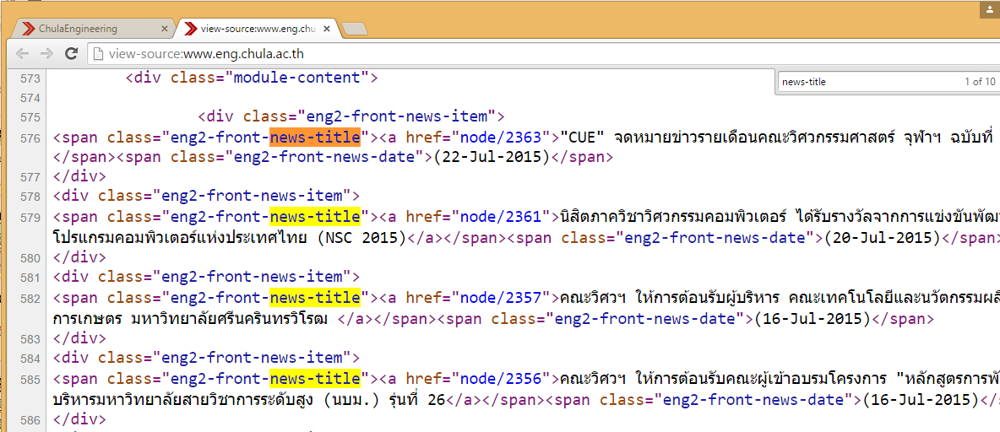 ChulaEngineering
view-source:www.eng.chu
view-source:www.eng.chula.ac.th
news-title 1 of 10
573 <div class="module-content">
574
575 <div class="eng2-front-news-item">
576 <span class="eng2-front-news-title"><a href="node/2363">"CUE" จดหมายข่าวรายเดือนคณะวิศวกรรมศาสตร์ จุฬาฯ ฉบับที่
</span><span class="eng2-front-news-date">(22-Jul-2015)</span>
577 </div>
578 <div class="eng2-front-news-item">
579 <span class="eng2-front-news-title"><a href="node/2361">นิสิตภาควิชาวิศวกรรมคอมพิวเตอร์ ได้รับรางวัลจากการแข่งขันพัฒ
โปรแกรมคอมพิวเตอร์แห่งประเทศไทย (NSC 2015)</a></span><span class="eng2-front-news-date">(20-Jul-2015)</span>
580 </div>
581 <div class="eng2-front-news-item">
582 <span class="eng2-front-news-title"><a href="node/2357">คณะวิศวฯ ให้การต้อนรับผู้บริหาร คณะเทคโนโลยีและนวัตกรรมผลิ
การเกษตร มหาวิทยาลัยศรีนครินทรวิโรฒ </a></span><span class="eng2-front-news-date">(16-Jul-2015)</span>
583 </div>
584 <div class="eng2-front-news-item">
585 <span class="eng2-front-news-title"><a href="node/2356">คณะวิศวฯ ให้การต้อนรับคณะผู้เข้าอบรมโครงการ "หลักสูตรการพั
บริหารมหาวิทยาลัยสายวิชาการระดับสูง (นบม.) รุ่นที่ 26</a></span><span class="eng2-front-news-date">(16-Jul-2015)</s
586 </div>